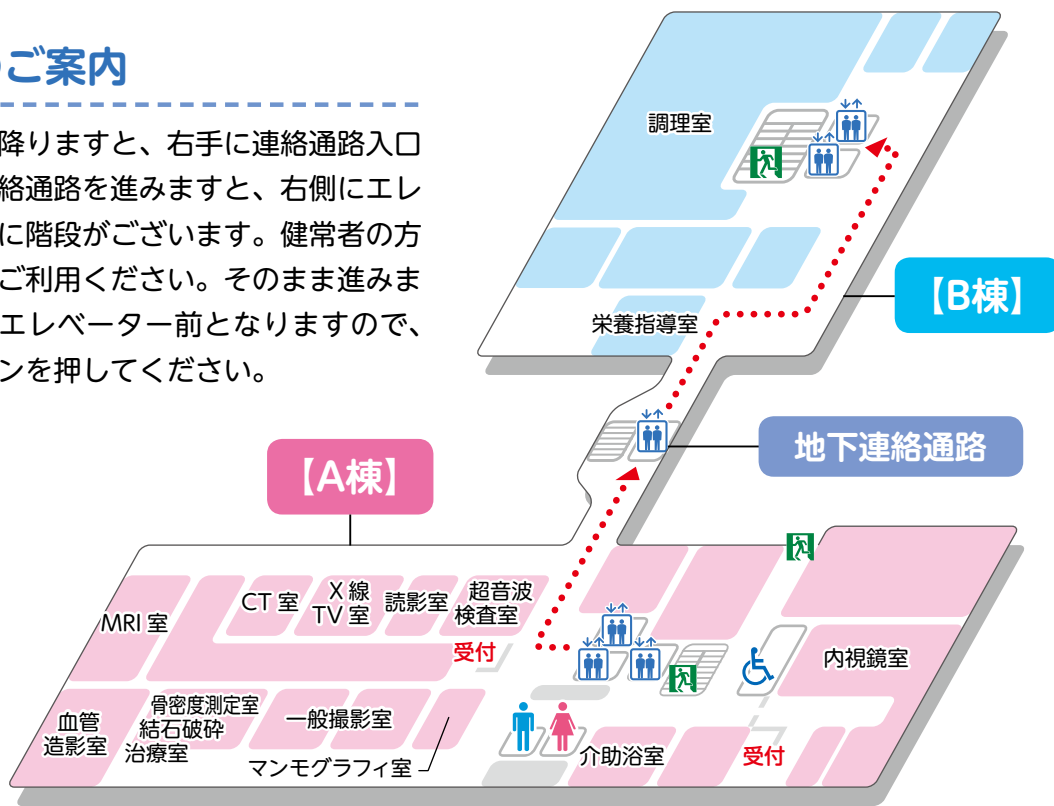 ご案内
降りますと、右手に連絡通路入口
絡通路を進みますと、右側にエレ
に階段がございます。健常者の方
ご利用ください。そのまま進みま
エレベーター前となりますので、
ンを押してください。
調理室
栄養指導室
【B棟】
地下連絡通路
【A棟】
MRI 室
CT 室
X 線
TV 室
読影室
超音波
検査室
受付
内視鏡室
血管
造影室
骨密度測定室
結石破砕
治療室
一般撮影室
マンモグラフィ室
介助浴室
受付